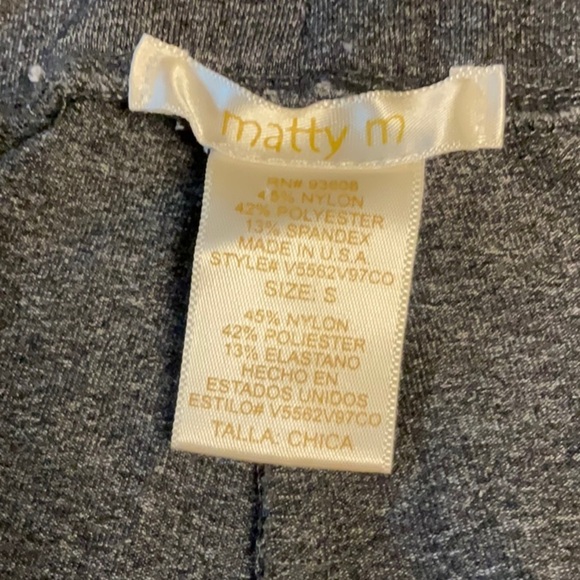 matty m
RN# 93608
45% NYLON
42% POLYESTER
13% SPANDEX
MADE IN U.S.A
STYLE# V5562V97CO
SIZE: S
45% NYLON
42% POLIESTER
13% ELASTANO
HECHO EN
ESTADOS UNIDOS
ESTILO# V5562V97CO
TALLA: CHICA